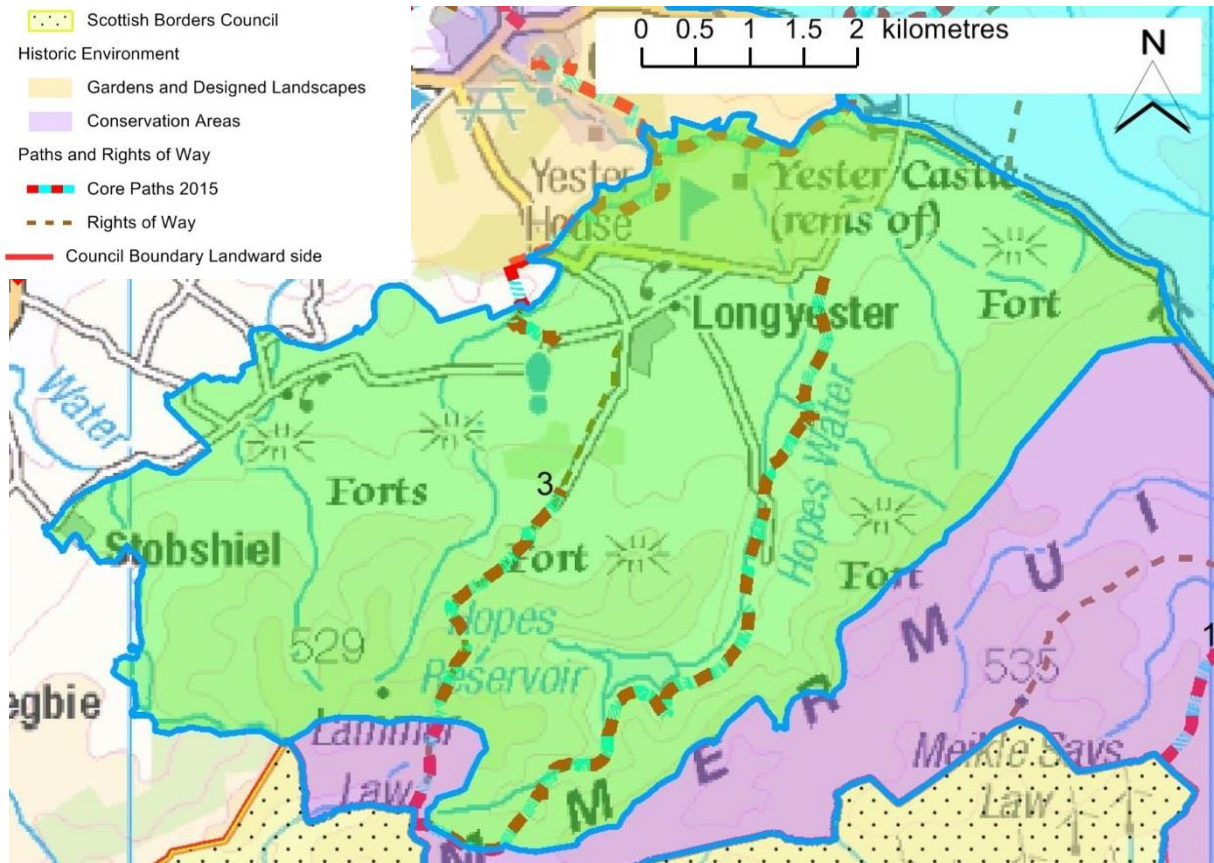 Scottish Borders Council
Historic Environment
Gardens and Designed Landscapes
Conservation Areas
Paths and Rights of Way
Core Paths 2015
Rights of Way
Council Boundary Landward side
0 0.5 1 1.5 2 kilometres
N
Yester
House
Yester Castle
(rems of)
Fort
Longyester
Water
Hopes Water
Forts
3
Fort
Fort
Stobshiel
Hopes
Reservoir
529
egbie
Lammer
Law
M M E R M U I
535
1
Meikle Says
Law